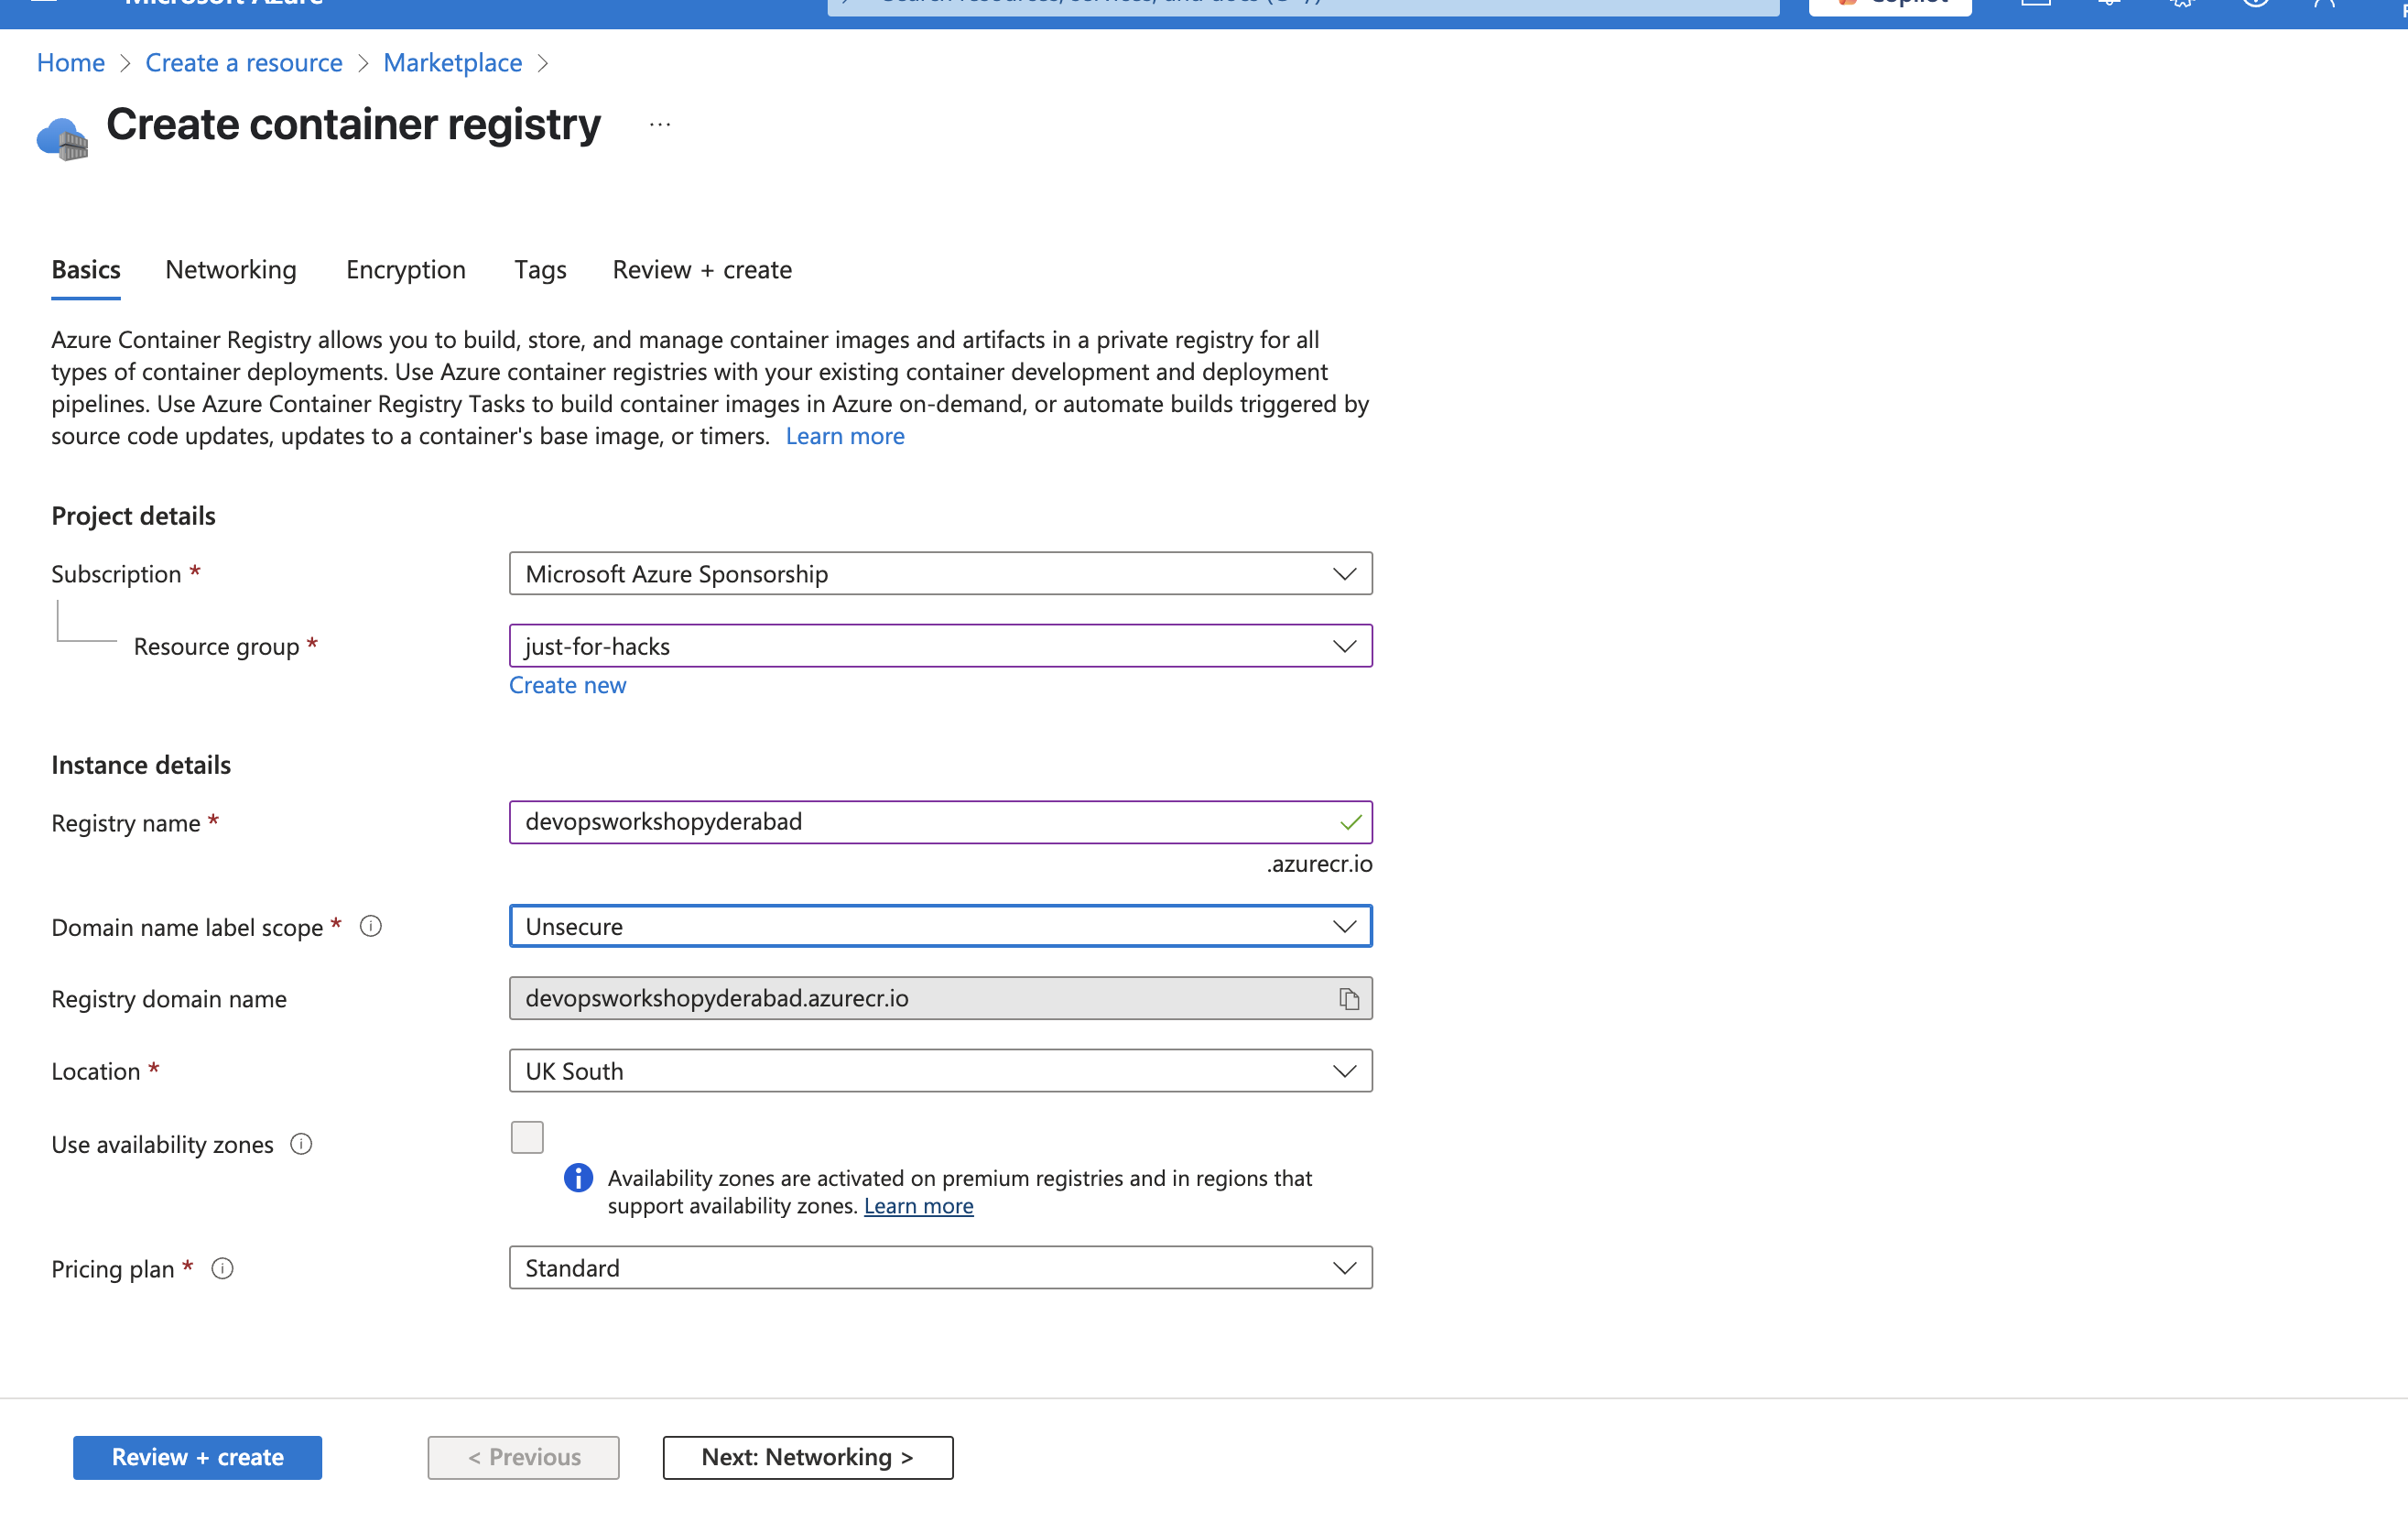 Microsoft Azure
Copilot
Home > Create a resource > Marketplace >
Create container registry ...
Basics Networking Encryption Tags Review + create
Azure Container Registry allows you to build, store, and manage container images and artifacts in a private registry for all
types of container deployments. Use Azure container registries with your existing container development and deployment
pipelines. Use Azure Container Registry Tasks to build container images in Azure on-demand, or automate builds triggered by
source code updates, updates to a container's base image, or timers. Learn more
Project details
Subscription * Microsoft Azure Sponsorship
Resource group * just-for-hacks
Create new
Instance details
Registry name * devopsworkshopyderabad
.azurecr.io
Domain name label scope * Unsecure
Registry domain name devopsworkshopyderabad.azurecr.io
Location * UK South
Use availability zones
Availability zones are activated on premium registries and in regions that
support availability zones. Learn more
Pricing plan * Standard
Review + create < Previous Next: Networking >